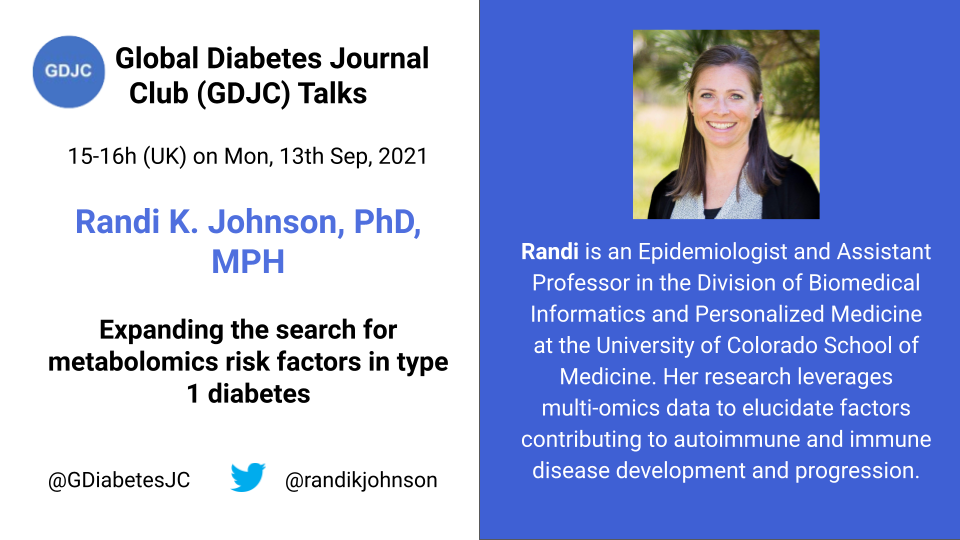 GDJC
Global Diabetes Journal
Club (GDJC) Talks
15-16h (UK) on Mon, 13th Sep, 2021
Randi K. Johnson, PhD,
MPH
Expanding the search for
metabolomics risk factors in type
1 diabetes
@GDiabetesJC
@randikjohnson
Randi is an Epidemiologist and Assistant
Professor in the Division of Biomedical
Informatics and Personalized Medicine
at the University of Colorado School of
Medicine. Her research leverages
multi-omics data to elucidate factors
contributing to autoimmune and immune
disease development and progression.